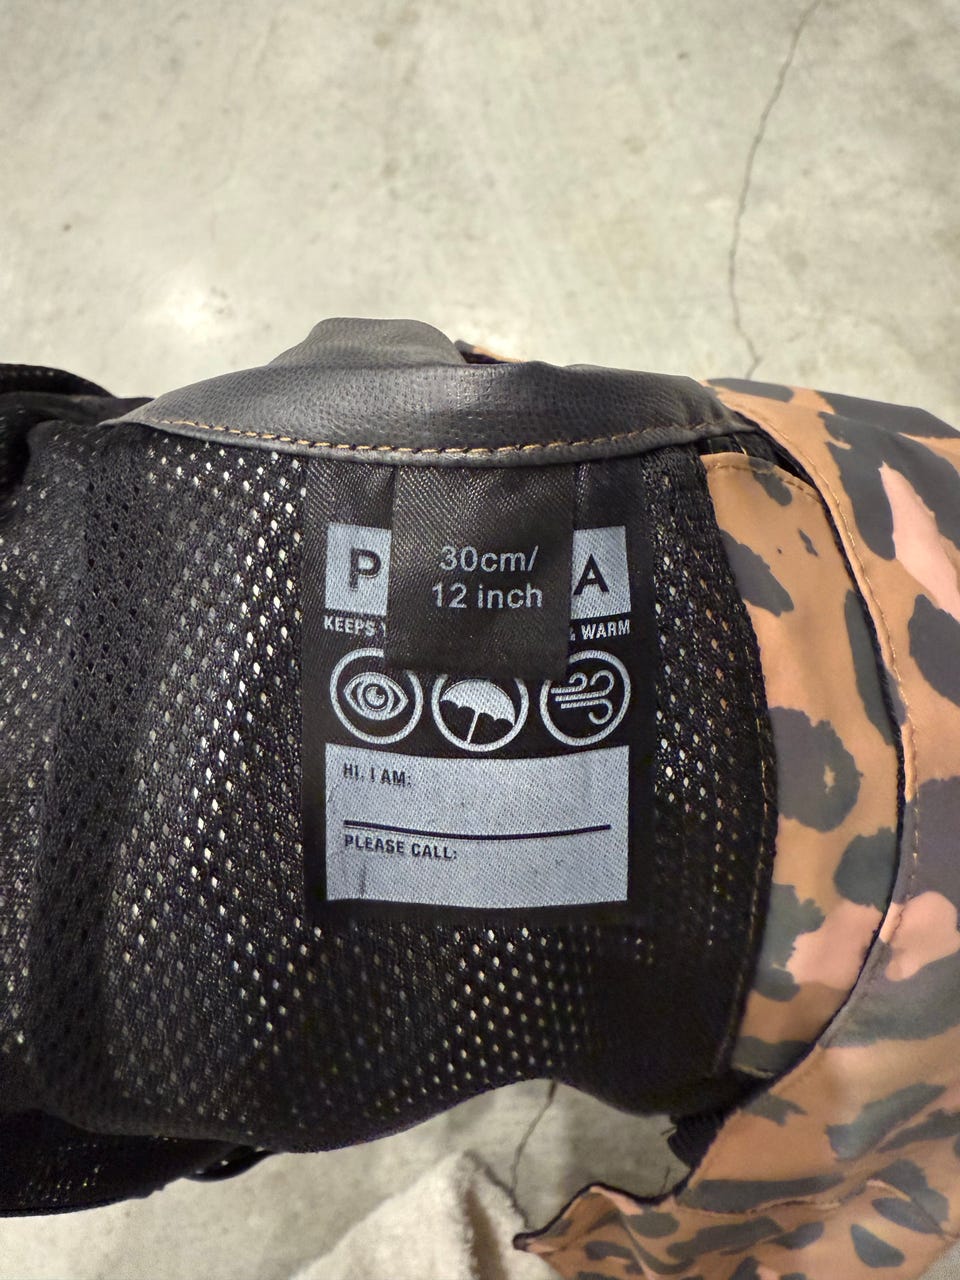 P
A
30cm/
12 inch
KEEPS
WARM
HI. I AM:
PLEASE CALL: